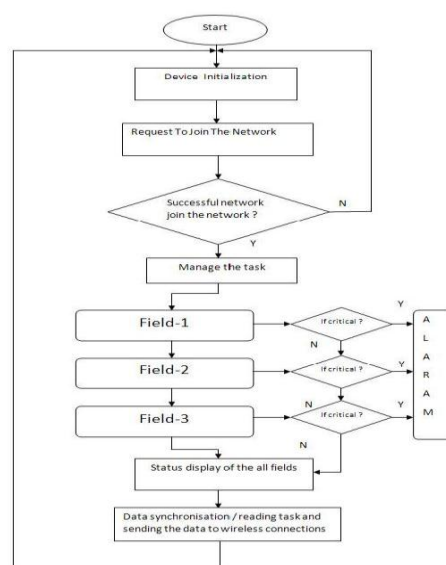 Start
Device Initialization
Request To Join The Network
Successful network
join the network ?
N
Y
Manage the task
Field-1
If critical ?
Y
N
Field-2
If critical ?
Y
N
Field-3
If critical ?
Y
N
A
L
A
R
A
M
Status display of the all fields
Data synchronisation / reading task and
sending the data to wireless connections